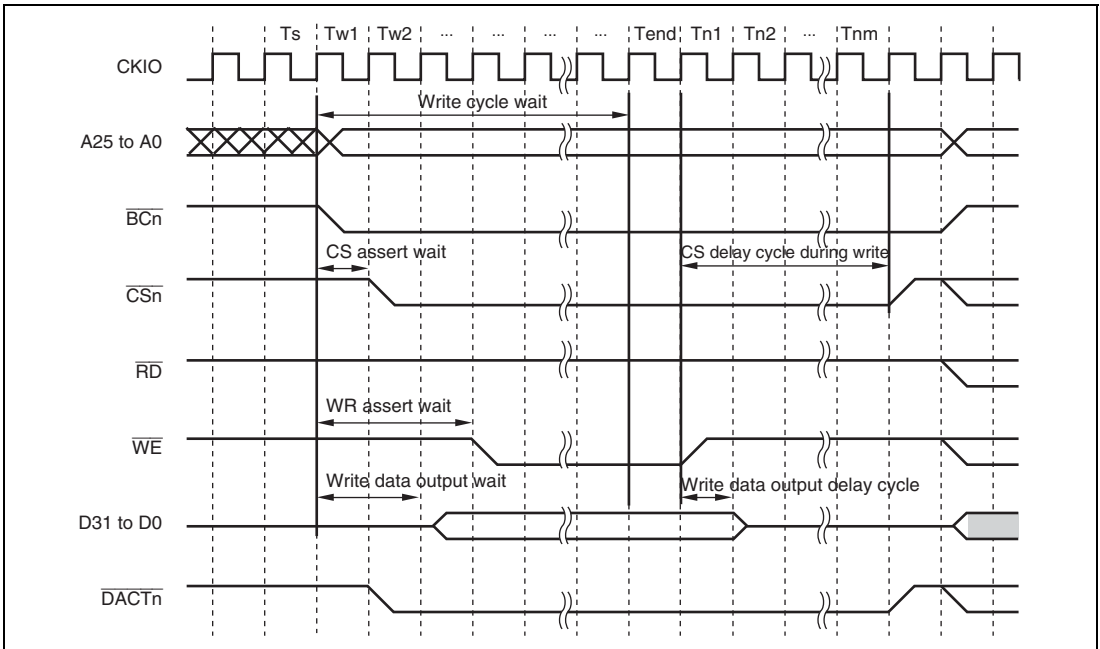 Ts Tw1 Tw2 ... ... ... ... Tend Tn1 Tn2 ... Tnm
CKIO
Write cycle wait
A25 to A0
BCn
CS assert wait
CS delay cycle during write
CSn
RD
WR assert wait
WE
Write data output wait
Write data output delay cycle
D31 to D0
DACTn